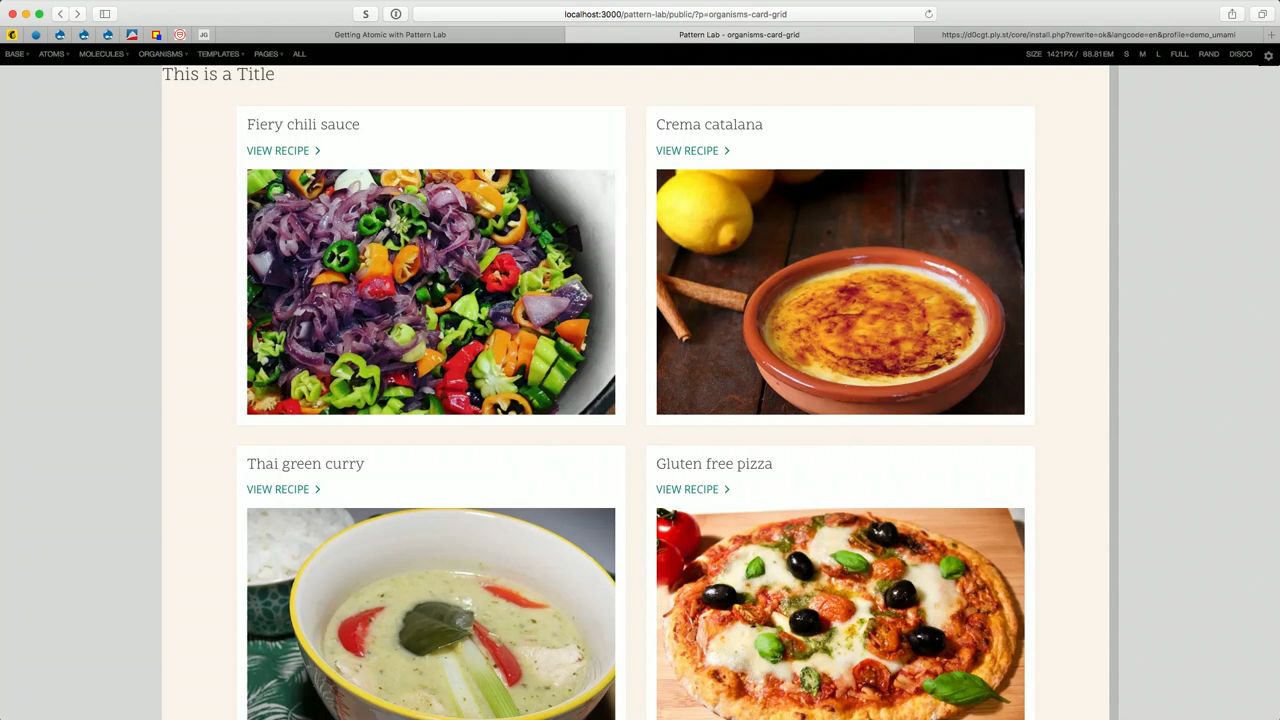 S
localhost:3000/pattern-lab/public/?p=organisms-card-grid
JG
Getting Atomic with Pattern Lab
Pattern Lab - organisms-card-grid
https://d0cgt.ply.st/core/install.php?rewrite=ok&langcode=en&profile=demo_umami
BASE ATOMS MOLECULES ORGANISMS TEMPLATES PAGES ALL
SIZE 1421PX / 88.81EM S M L FULL RAND DISCO
This is a Title
Fiery chili sauce
VIEW RECIPE
Crema catalana
VIEW RECIPE
Thai green curry
VIEW RECIPE
Gluten free pizza
VIEW RECIPE